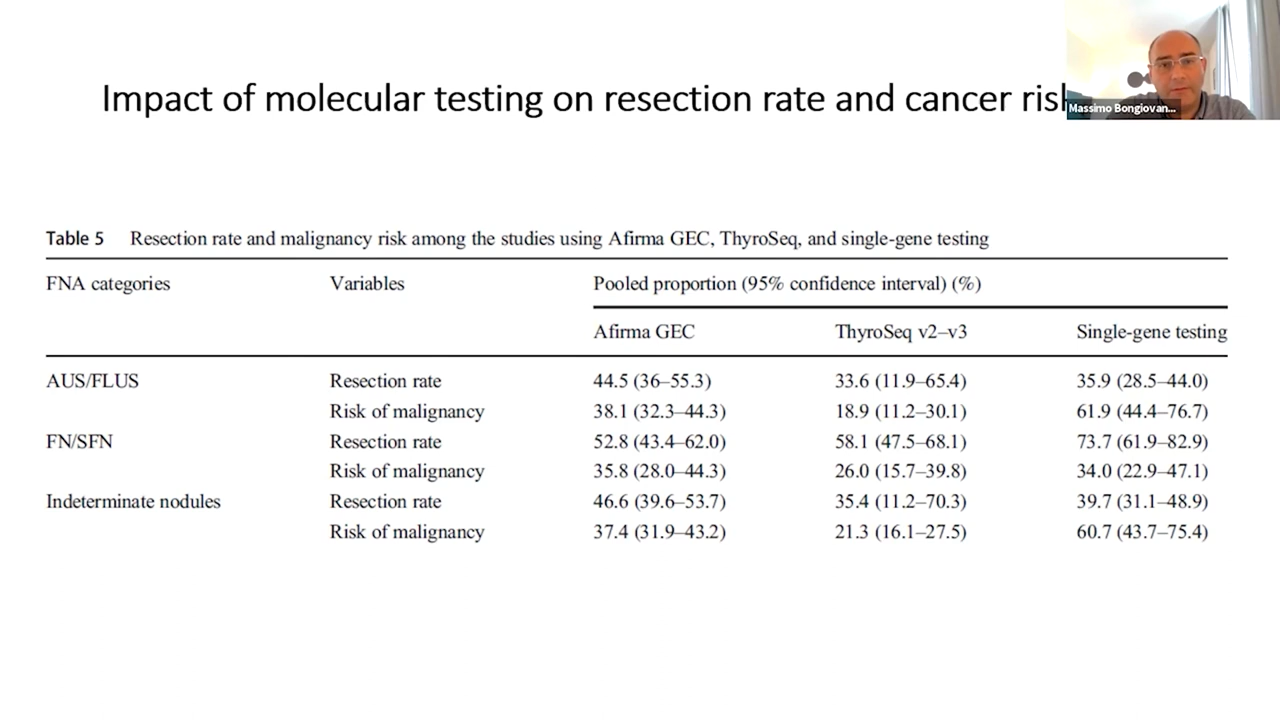 Impact of molecular testing on resection rate and cancer risk
Massimo Bongiovan...
Table 5 Resection rate and malignancy risk among the studies using Afirma GEC, ThyroSeq, and single-gene testing
FNA categories Variables Pooled proportion (95% confidence interval) (%)
Afirma GEC ThyroSeq v2–v3 Single-gene testing
AUS/FLUS Resection rate 44.5 (36–55.3) 33.6 (11.9–65.4) 35.9 (28.5–44.0)
Risk of malignancy 38.1 (32.3–44.3) 18.9 (11.2–30.1) 61.9 (44.4–76.7)
FN/SFN Resection rate 52.8 (43.4–62.0) 58.1 (47.5–68.1) 73.7 (61.9–82.9)
Risk of malignancy 35.8 (28.0–44.3) 26.0 (15.7–39.8) 34.0 (22.9–47.1)
Indeterminate nodules Resection rate 46.6 (39.6–53.7) 35.4 (11.2–70.3) 39.7 (31.1–48.9)
Risk of malignancy 37.4 (31.9–43.2) 21.3 (16.1–27.5) 60.7 (43.7–75.4)